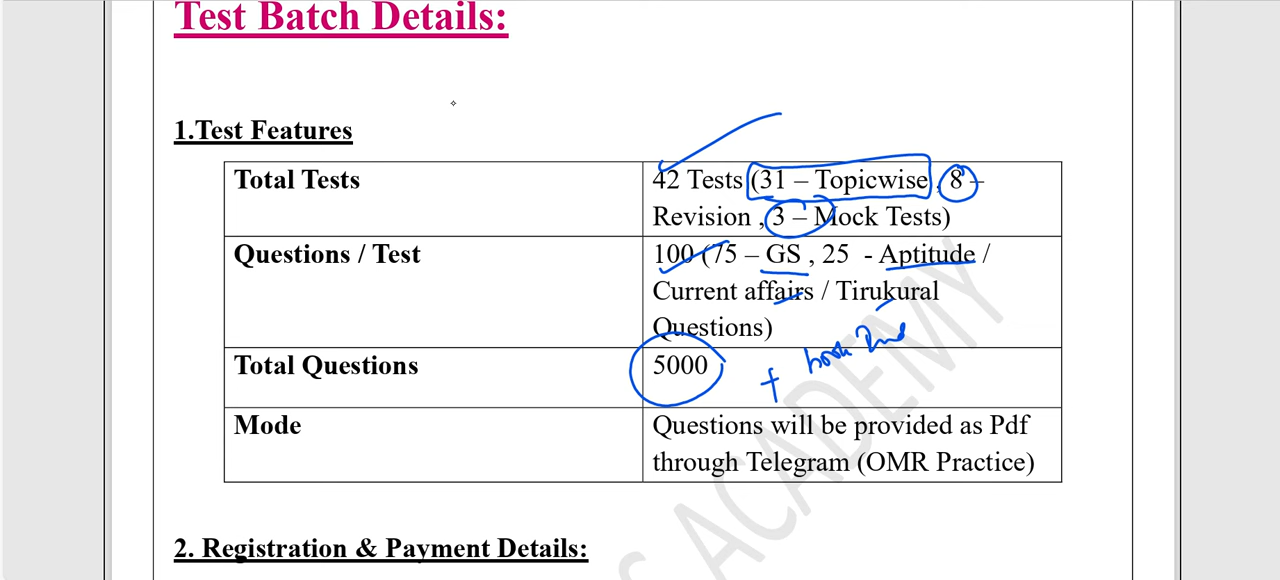 Test Batch Details:
1.Test Features
Total Tests
42 Tests (31 – Topicwise, 8 –
Revision , 3 – Mock Tests)
Questions / Test
100 (75 – GS , 25 - Aptitude /
Current affairs / Tirukural
Questions)
Total Questions
5000
+ book
Mode
Questions will be provided as Pdf
through Telegram (OMR Practice)
2. Registration & Payment Details:
ACADEMY